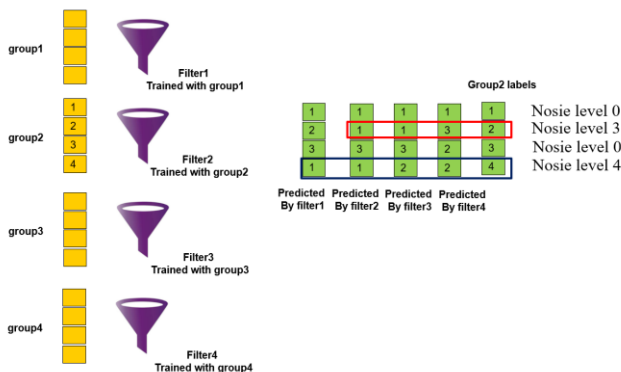 group1
Filter1
Trained with group1
group2
1
2
3
4
Filter2
Trained with group2
group3
Filter3
Trained with group3
group4
Filter4
Trained with group4
Group2 labels
1 1 1 1 1 Nosie level 0
2 1 1 3 2 Nosie level 3
3 3 3 2 3 Nosie level 0
1 1 2 2 4 Nosie level 4
Predicted Predicted Predicted Predicted
By filter1 By filter2 By filter3 By filter4